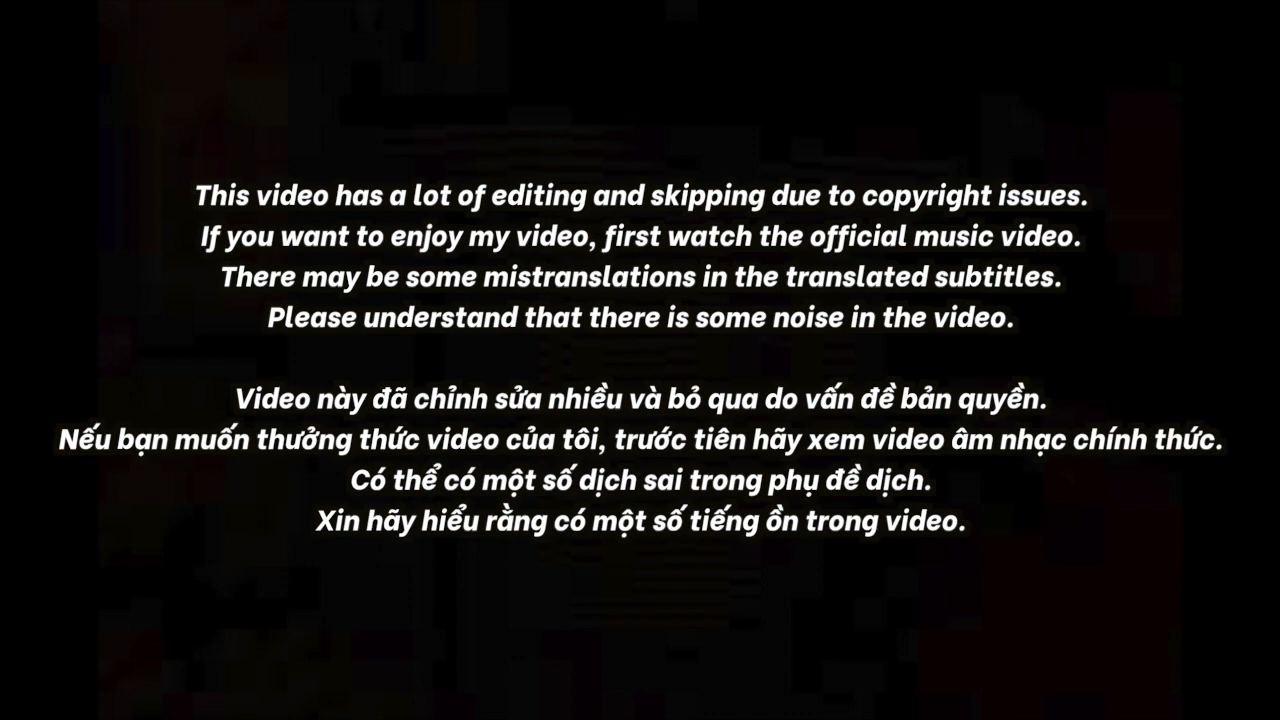 This video has a lot of editing and skipping due to copyright issues.
If you want to enjoy my video, first watch the official music video.
There may be some mistranslations in the translated subtitles.
Please understand that there is some noise in the video.
Video này đã chỉnh sửa nhiều và bỏ qua do vấn đề bản quyền.
Nếu bạn muốn thưởng thức video của tôi, trước tiên hãy xem video âm nhạc chính thức.
Có thể có một số dịch sai trong phụ đề dịch.
Xin hãy hiểu rằng có một số tiếng ồn trong video.